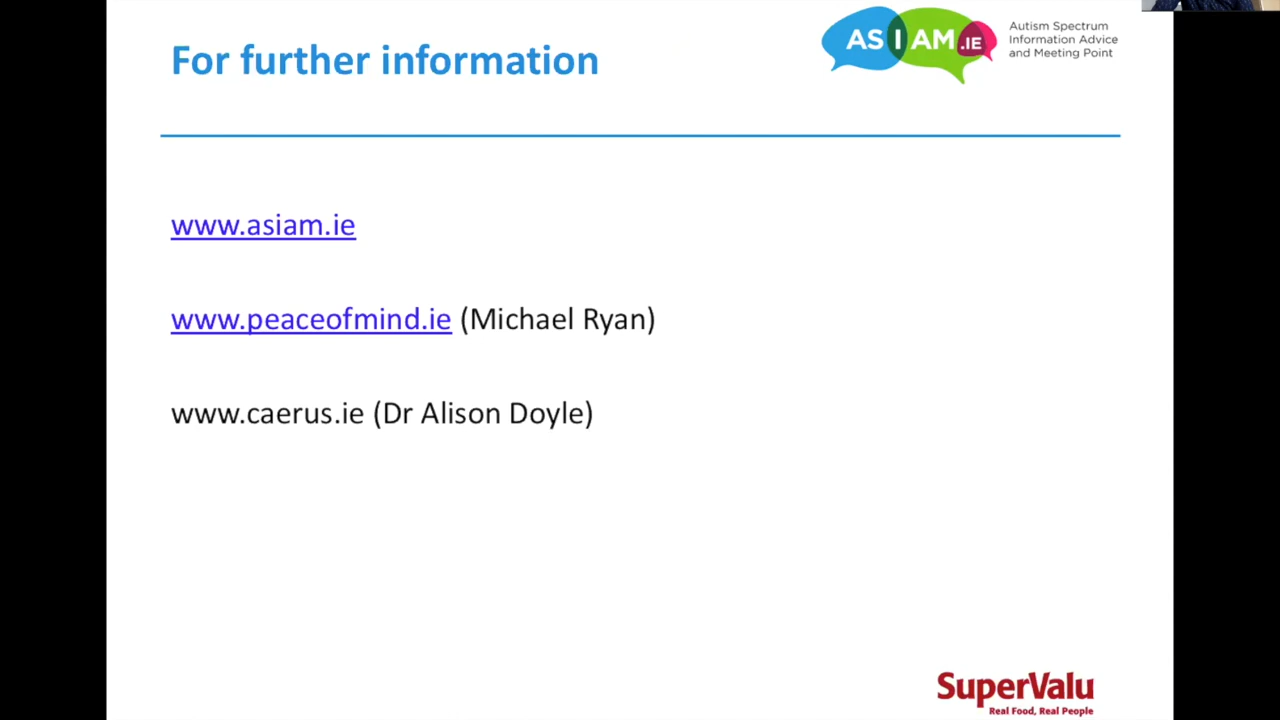 For further information
AS I AM .IE
Autism Spectrum
Information Advice
and Meeting Point
www.asiam.ie
www.peaceofmind.ie (Michael Ryan)
www.caerus.ie (Dr Alison Doyle)
SuperValu
Real Food, Real People